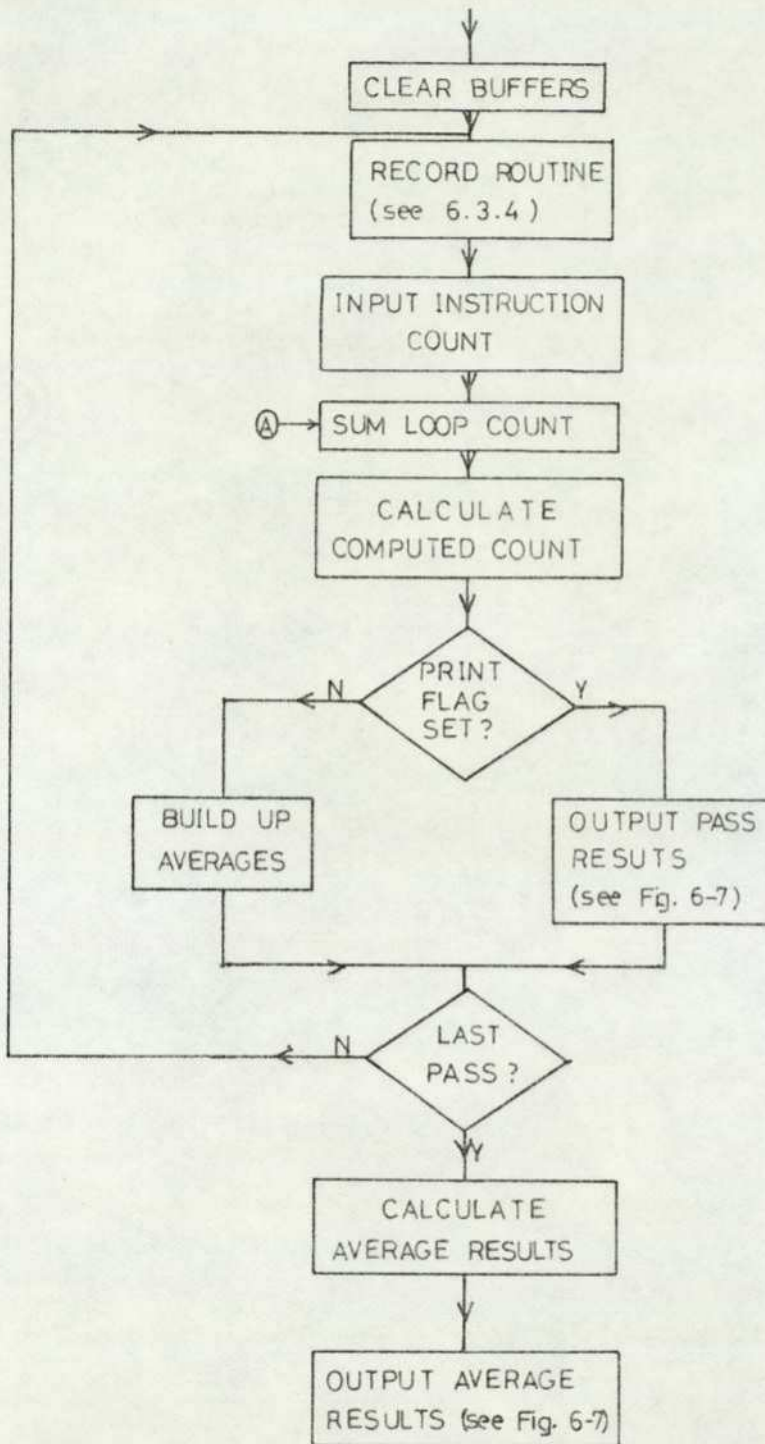 CLEAR BUFFERS
RECORD ROUTINE
(see 6.3.4)
INPUT INSTRUCTION
COUNT
A
SUM LOOP COUNT
CALCULATE
COMPUTED COUNT
PRINT
FLAG
SET?
N
Y
BUILD UP
AVERAGES
OUTPUT PASS
RESUTS
(see Fig. 6-7)
LAST
PASS?
N
Y
CALCULATE
AVERAGE RESULTS
OUTPUT AVERAGE
RESULTS (see Fig. 6-7)